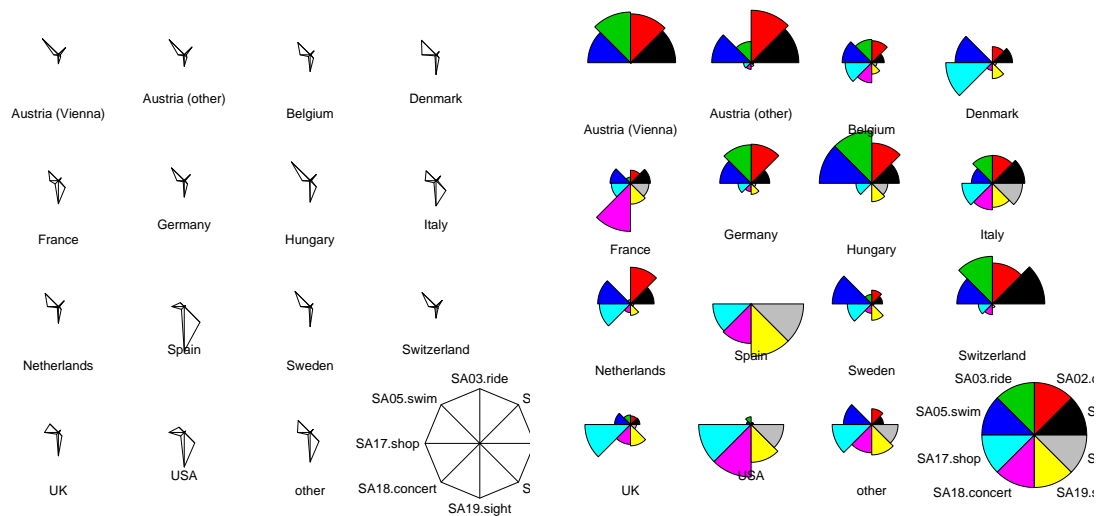 Austria (Vienna)
Austria (other)
Belgium
Denmark
France
Germany
Hungary
Italy
Netherlands
Spain
Sweden
Switzerland
UK
USA
other
SA03.ride
SA05.swim
SA17.shop
SA18.concert
SA19.sight
Austria (Vienna)
Austria (other)
Belgium
Denmark
France
Germany
Hungary
Italy
Netherlands
Spain
Sweden
Switzerland
UK
USA
other
SA03.ride
SA02.
SA05.swim
SA17.shop
SA18.concert
SA19.s